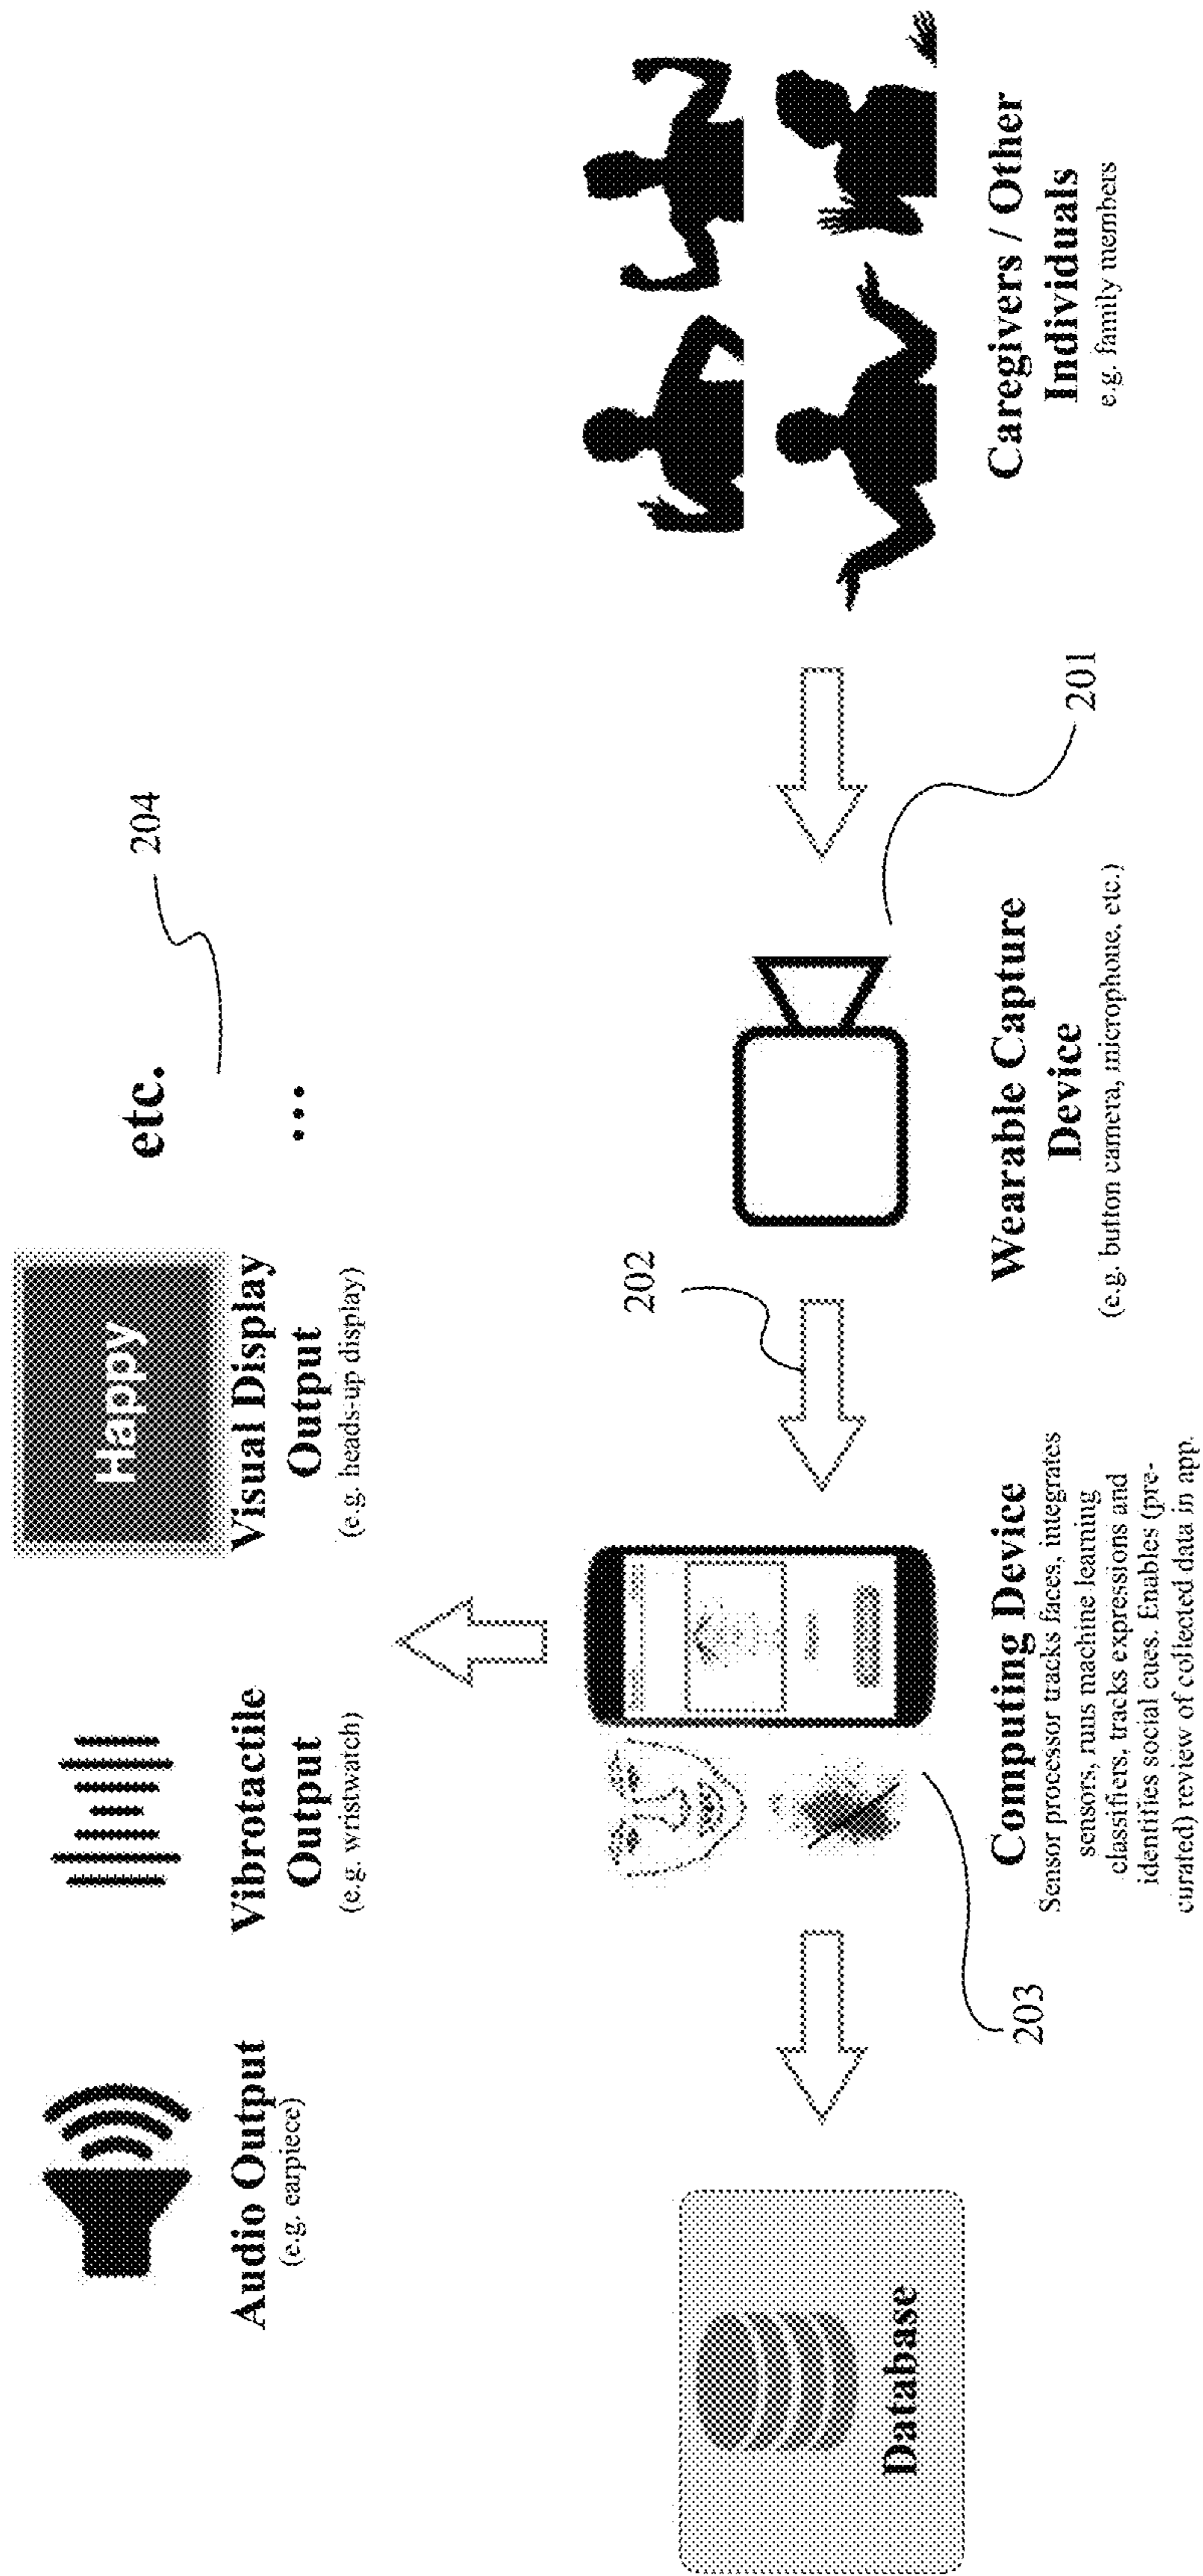 Audio Output
(e.g. earpiece)
Vibrotactile
Output
(e.g. wristwatch)
Happy
Visual Display
Output
(e.g. heads-up display)
etc.
...
204
Database
203
Computing Device
Sensor processor tracks faces, integrates
sensors, runs machine learning
classifiers, tracks expressions and
identifies social cues. Enables (pre-
curated) review of collected data in app.
202
Wearable Capture
Device
(e.g. button camera, microphone, etc.)
201
Caregivers / Other
Individuals
e.g. family members